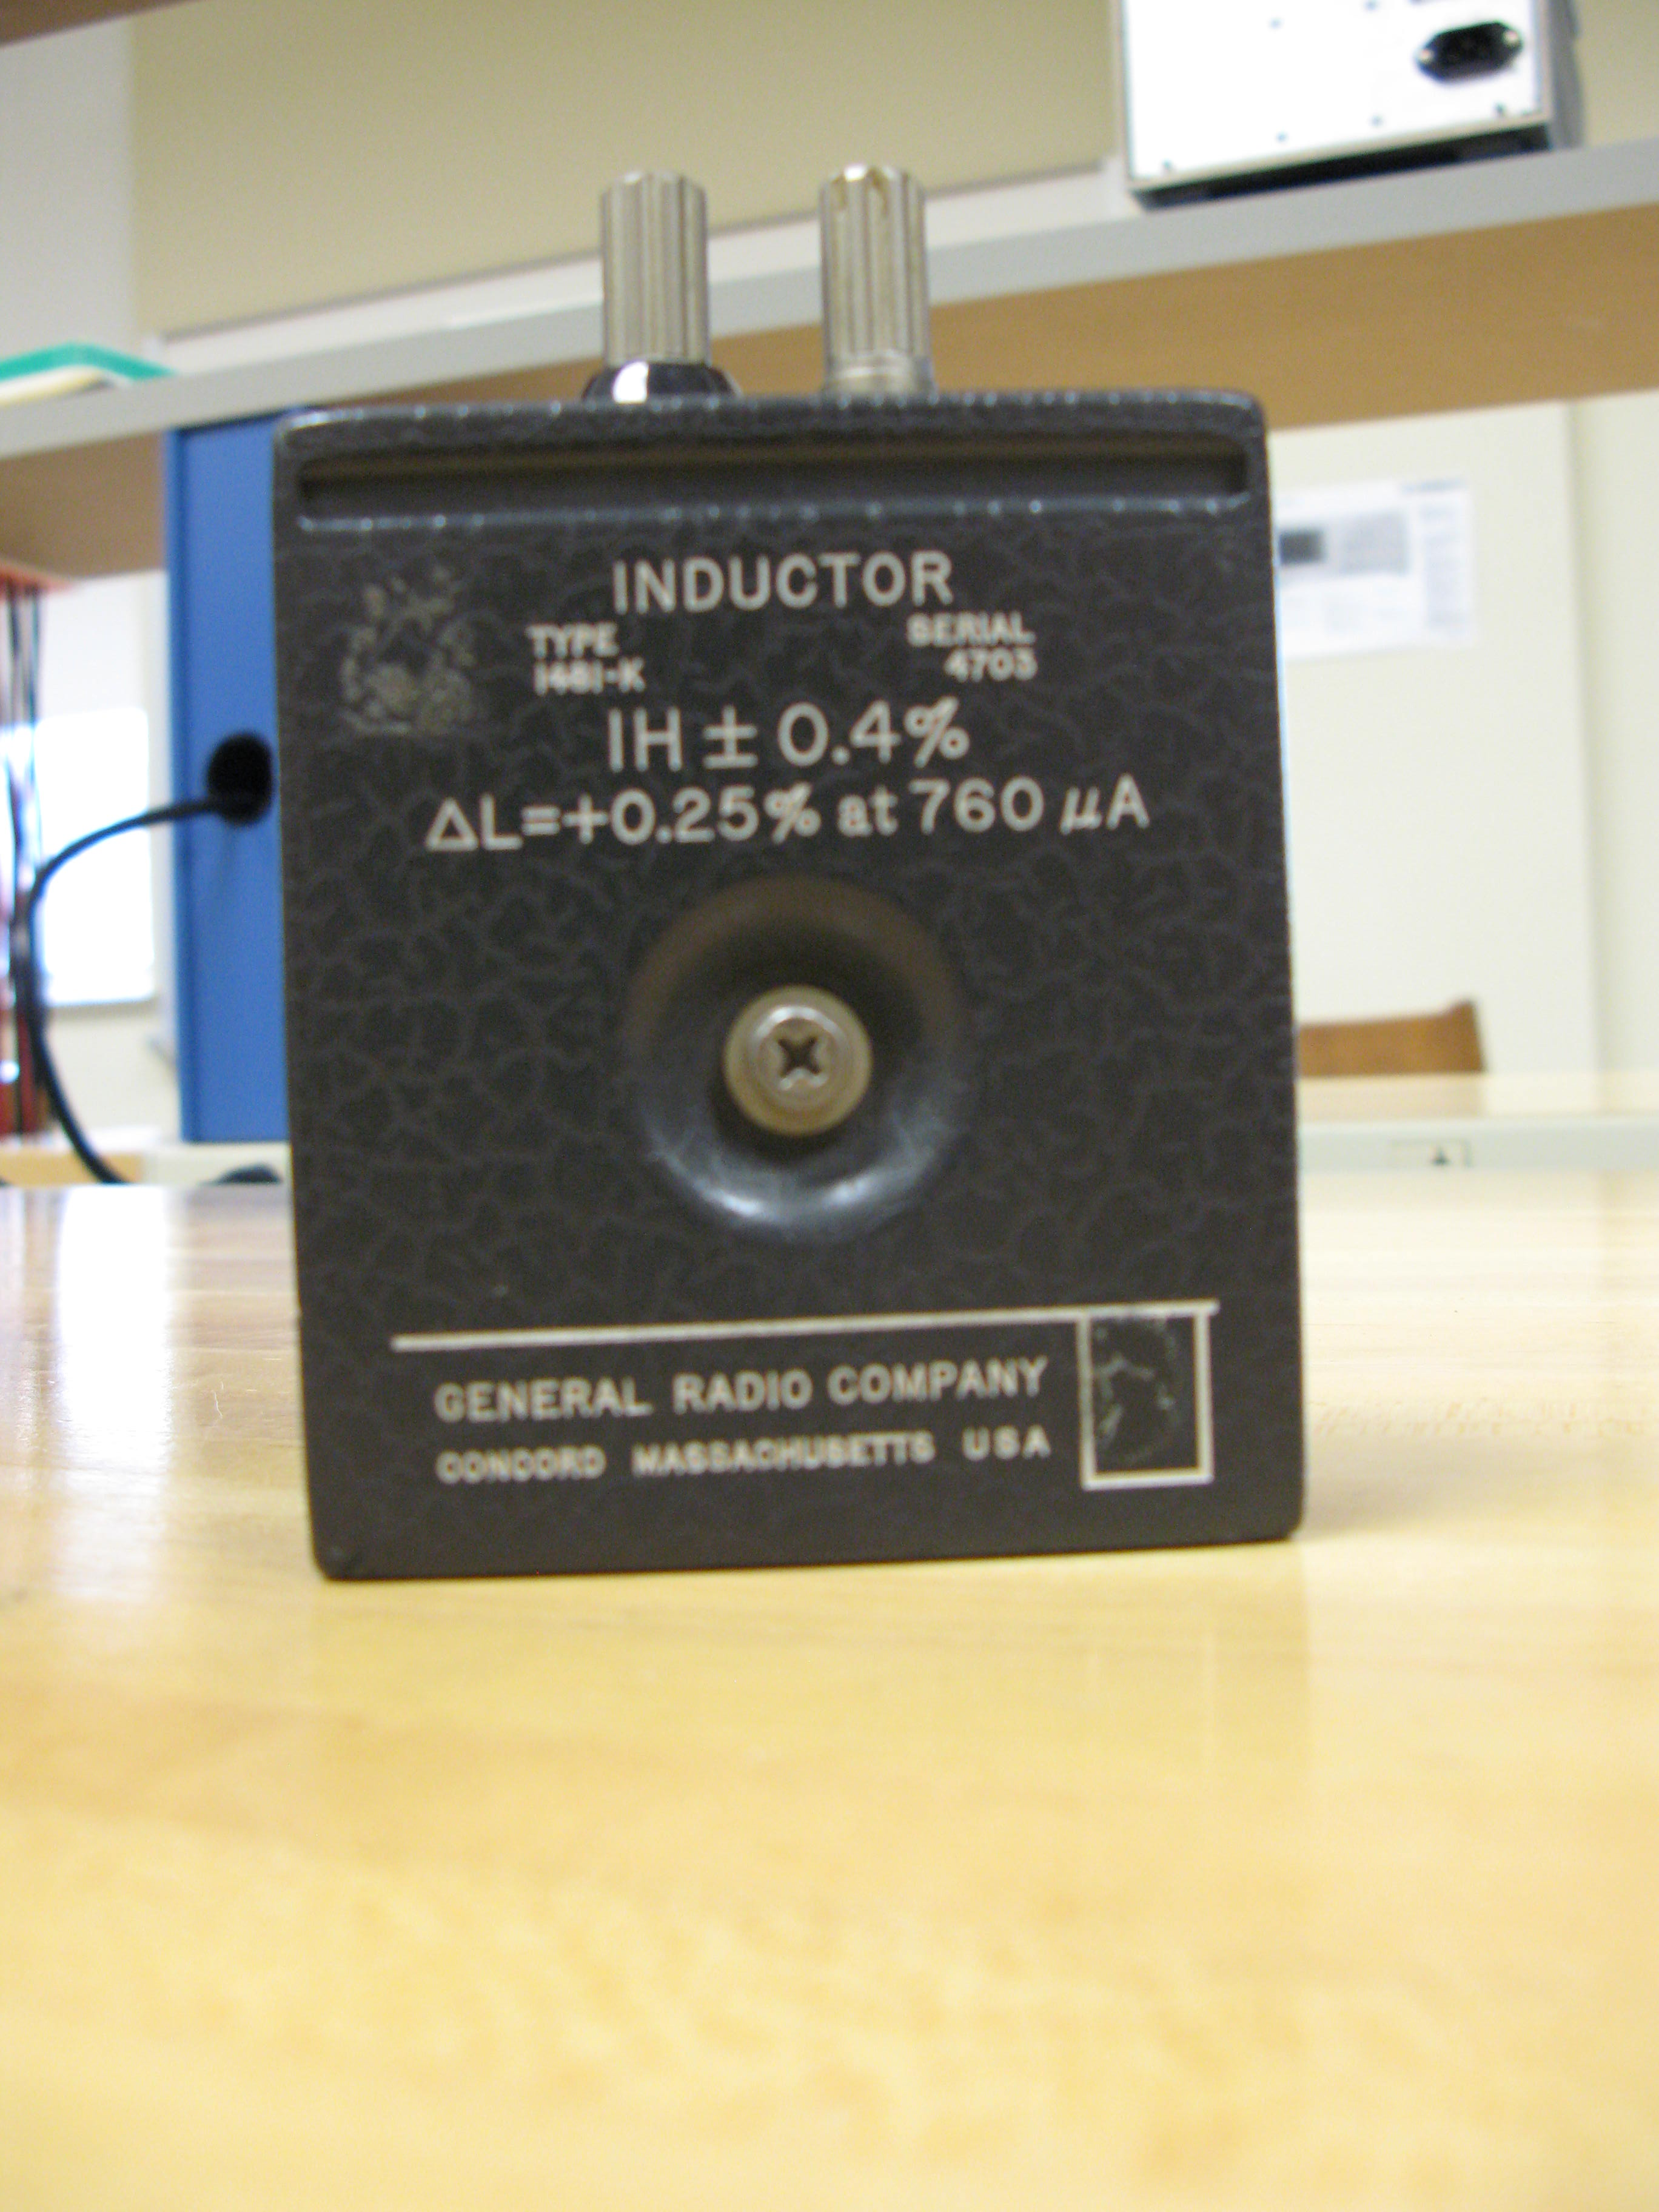 INDUCTOR
TYPE SERIAL
1481-K 4703
1H ± 0.4%
ΔL=+0.25% at 760 μA
GENERAL RADIO COMPANY
CONCORD MASSACHUSETTS USA